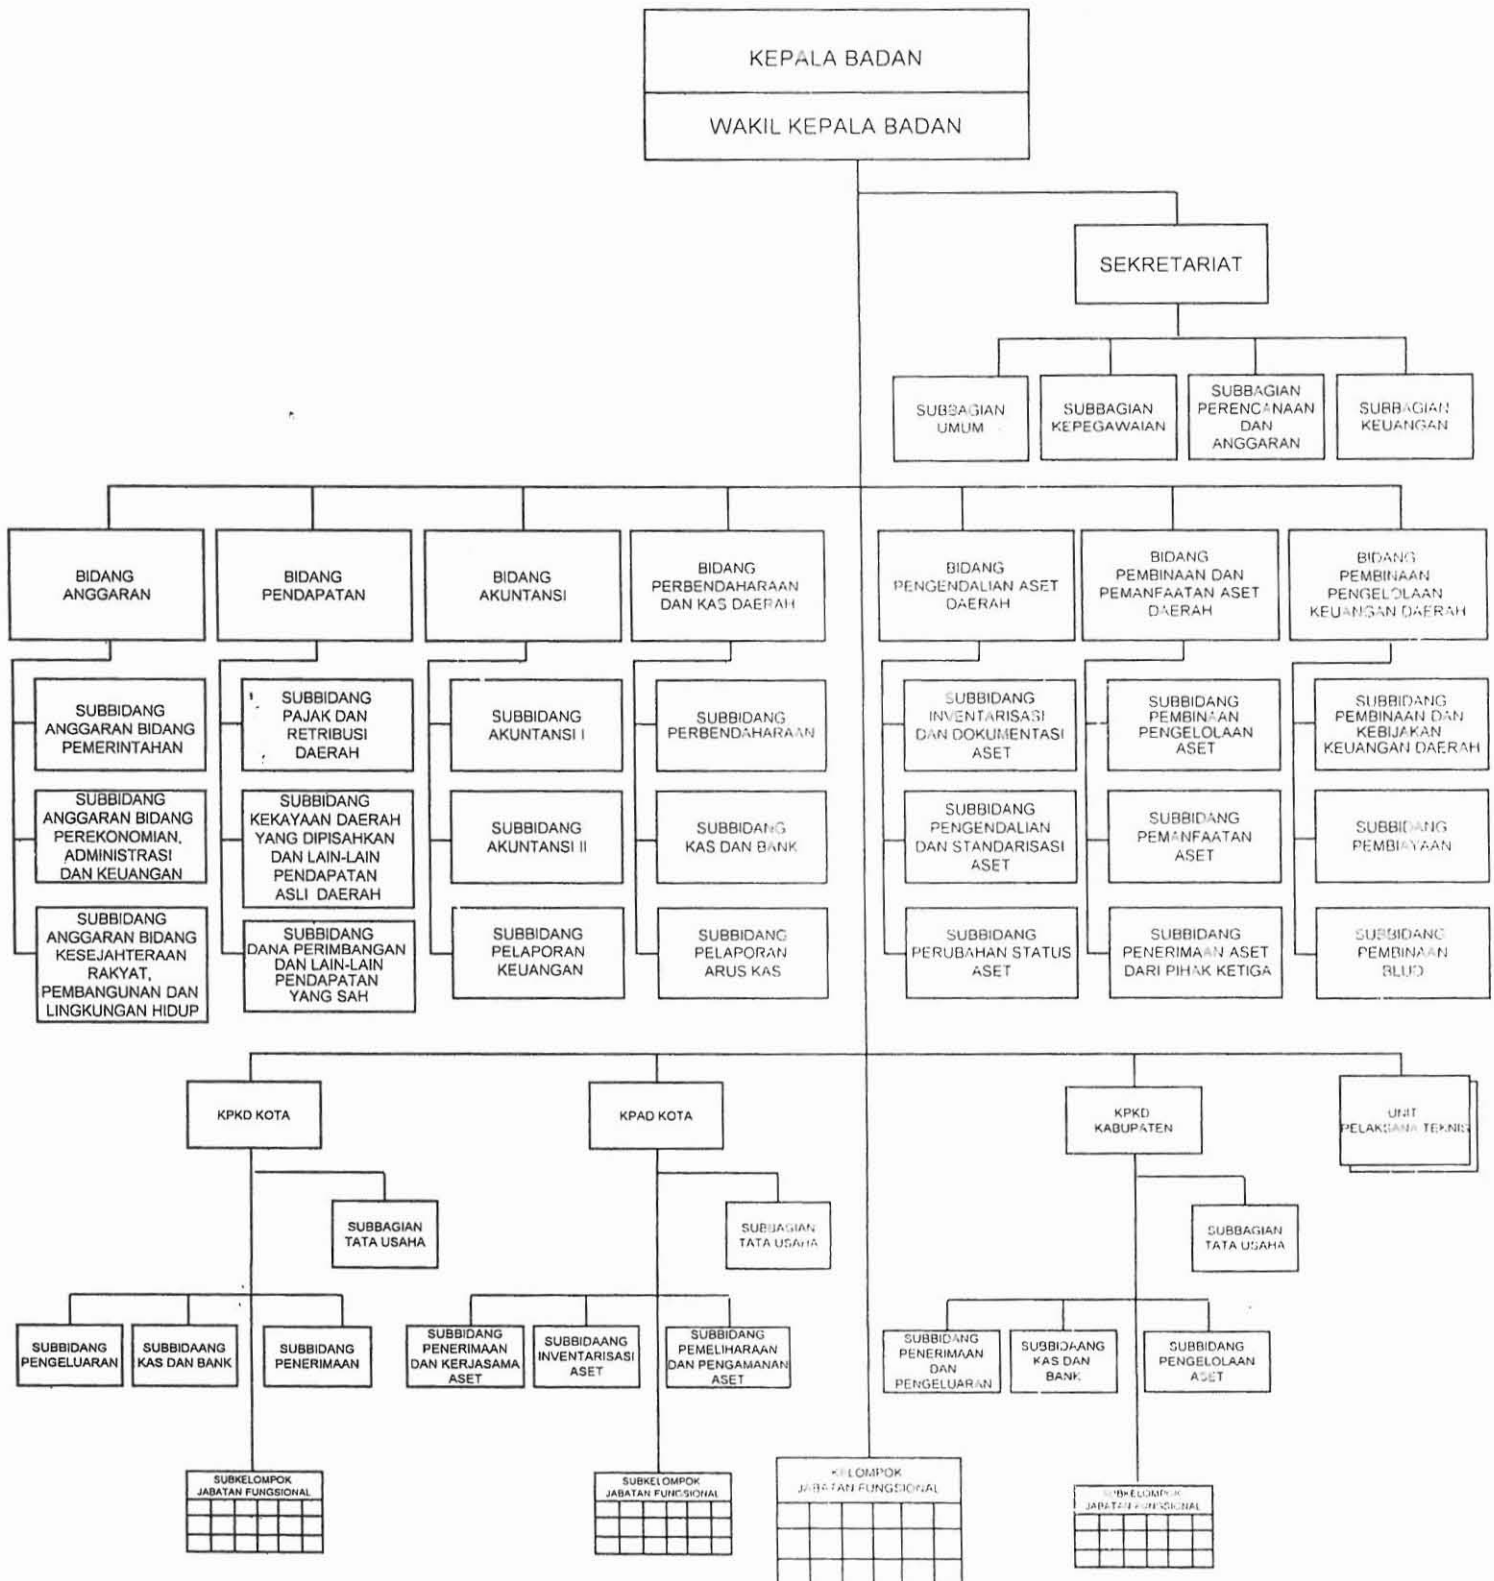 KEPALA BADAN
WAKIL KEPALA BADAN
SEKRETARIAT
SUBBAGIAN
UMUM
SUBBAGIAN
KEPEGAWAIAN
SUBBAGIAN
PERENCANAAN
DAN
ANGGARAN
SUBBAGIAN
KEUANGAN
BIDANG
ANGGARAN
BIDANG
PENDAPATAN
BIDANG
AKUNTANSI
BIDANG
PERBENDAHARAAN
DAN KAS DAERAH
BIDANG
PENGENDALIAN ASET
DAERAH
BIDANG
PEMBINAAN DAN
PEMANFAATAN ASET
DAERAH
BIDANG
PEMBINAAN
PENGELOLAAN
KEUANGAN DAERAH
SUBBIDANG
ANGGARAN BIDANG
PEMERINTAHAN
SUBBIDANG
PAJAK DAN
RETRIBUSI
DAERAH
SUBBIDANG
AKUNTANSI I
SUBBIDANG
PERBENDAHARAAN
SUBBIDANG
INVENTARISASI
DAN DOKUMENTASI
ASET
SUBBIDANG
PEMBINAAN
PENGELOLAAN
ASET
SUBBIDANG
PEMBINAAN DAN
KEBIJAKAN
KEUANGAN DAERAH
SUBBIDANG
ANGGARAN BIDANG
PEREKONOMIAN,
ADMINISTRASI
DAN KEUANGAN
SUBBIDANG
KEKAYAAN DAERAH
YANG DIPISAHKAN
DAN LAIN-LAIN
PENDAPATAN
ASLI DAERAH
SUBBIDANG
AKUNTANSI II
SUBBIDANG
KAS DAN BANK
SUBBIDANG
PENGENDALIAN
DAN STANDARISASI
ASET
SUBBIDANG
PEMANFAATAN
ASET
SUBBIDANG
PEMBIAYAAN
SUBBIDANG
ANGGARAN BIDANG
KESEJAHTERAAN
RAKYAT,
PEMBANGUNAN DAN
LINGKUNGAN HIDUP
SUBBIDANG
DANA PERIMBANGAN
DAN LAIN-LAIN
PENDAPATAN
YANG SAH
SUBBIDANG
PELAPORAN
KEUANGAN
SUBBIDANG
PELAPORAN
ARUS KAS
SUBBIDANG
PERUBAHAN STATUS
ASET
SUBBIDANG
PENERIMAAN ASET
DARI PIHAK KETIGA
SUBBIDANG
PEMBINAAN
BLUD
KPKD KOTA
KPAD KOTA
KPKD
KABUPATEN
UNIT
PELAKSANA TEKNIS
SUBBAGIAN
TATA USAHA
SUBBAGIAN
TATA USAHA
SUBBAGIAN
TATA USAHA
SUBBIDANG
PENGELUARAN
SUBBIDAANG
KAS DAN BANK
SUBBIDANG
PENERIMAAN
SUBBIDANG
PENERIMAAN
DAN KERJASAMA
ASET
SUBBIDAANG
INVENTARISASI
ASET
SUBBIDANG
PEMELIHARAAN
DAN PENGAMANAN
ASET
SUBBIDANG
PENERIMAAN
DAN
PENGELUARAN
SUBBIDAANG
KAS DAN
BANK
SUBBIDANG
PENGELOLAAN
ASET
SUBKELOMPOK
JABATAN FUNGSIONAL
SUBKELOMPOK
JABATAN FUNGSIONAL
KELOMPOK
JABATAN FUNGSIONAL
SUBKELOMPOK
JABATAN FUNGSIONAL